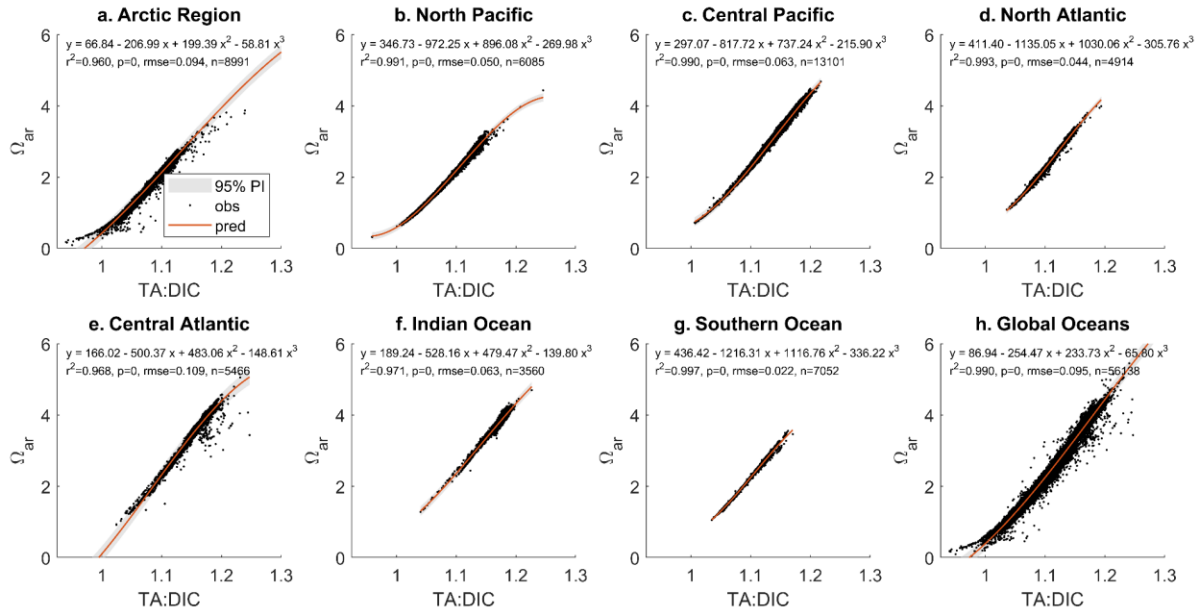 a. Arctic Region
y = 66.84 - 206.99 x + 199.39 x² - 58.81 x³
r²=0.960, p=0, rmse=0.094, n=8991
6
4
2
0
Ω_ar
95% PI
obs
pred
1
1.1
1.2
1.3
TA:DIC
b. North Pacific
y = 346.73 - 972.25 x + 896.08 x² - 269.98 x³
r²=0.991, p=0, rmse=0.050, n=6085
6
4
2
0
Ω_ar
1
1.1
1.2
1.3
TA:DIC
c. Central Pacific
y = 297.07 - 817.72 x + 737.24 x² - 215.90 x³
r²=0.990, p=0, rmse=0.063, n=13101
6
4
2
0
Ω_ar
1
1.1
1.2
1.3
TA:DIC
d. North Atlantic
y = 411.40 - 1135.05 x + 1030.06 x² - 305.76 x³
r²=0.993, p=0, rmse=0.044, n=4914
6
4
2
0
Ω_ar
1
1.1
1.2
1.3
TA:DIC
e. Central Atlantic
y = 166.02 - 500.37 x + 483.06 x² - 148.61 x³
r²=0.968, p=0, rmse=0.109, n=5466
6
4
2
0
Ω_ar
1
1.1
1.2
1.3
TA:DIC
f. Indian Ocean
y = 189.24 - 528.16 x + 479.47 x² - 139.80 x³
r²=0.971, p=0, rmse=0.063, n=3560
6
4
2
0
Ω_ar
1
1.1
1.2
1.3
TA:DIC
g. Southern Ocean
y = 436.42 - 1216.31 x + 1116.76 x² - 336.22 x³
r²=0.997, p=0, rmse=0.022, n=7052
6
4
2
0
Ω_ar
1
1.1
1.2
1.3
TA:DIC
h. Global Oceans
y = 86.94 - 254.47 x + 233.73 x² - 65.80 x³
r²=0.990, p=0, rmse=0.095, n=56138
6
4
2
0
Ω_ar
1
1.1
1.2
1.3
TA:DIC